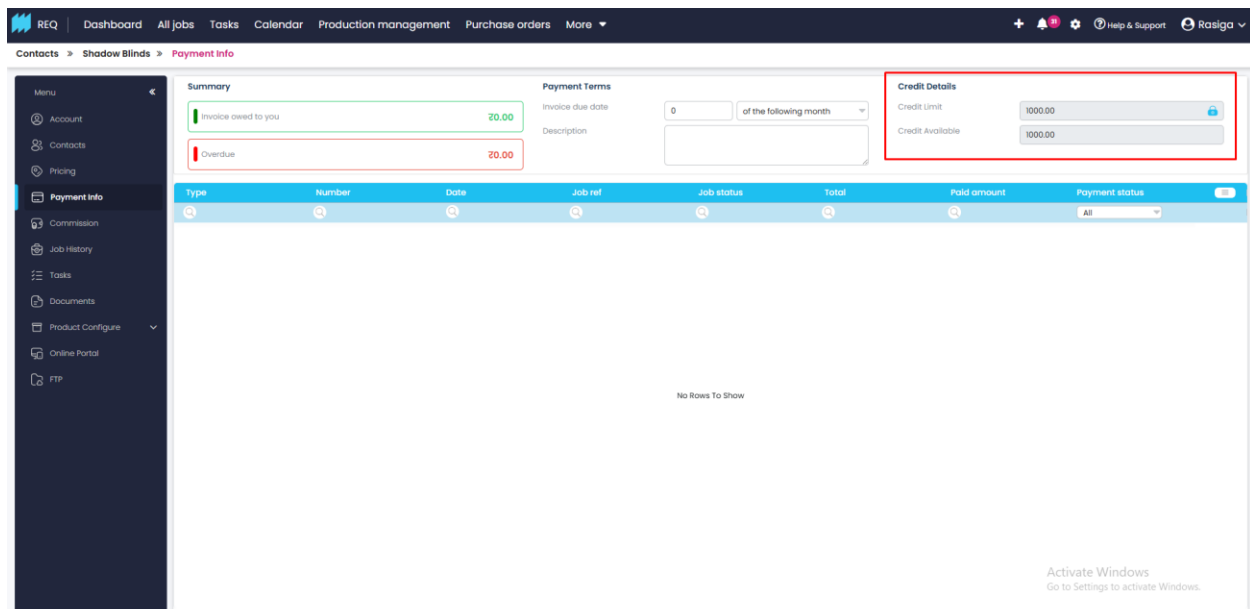 REQ Dashboard All jobs Tasks Calendar Production management Purchase orders More 31 Help & Support Rasiga
Contacts » Shadow Blinds » Payment Info
Menu
Account
Contacts
Pricing
Payment Info
Commission
Job History
Tasks
Documents
Product Configure
Online Portal
FTP
Summary
Invoice owed to you ₹0.00
Overdue ₹0.00
Payment Terms
Invoice due date 0 of the following month
Description
Credit Details
Credit Limit 1000.00
Credit Available 1000.00
Type Number Date Job ref Job status Total Paid amount Payment status
All
No Rows To Show
Activate Windows
Go to Settings to activate Windows.